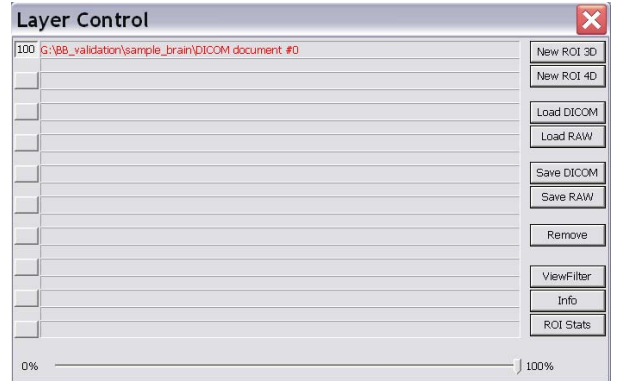 Layer Control
100 G:\BB_validation\sample_brain\DICOM document #0
New ROI 3D
New ROI 4D
Load DICOM
Load RAW
Save DICOM
Save RAW
Remove
ViewFilter
Info
ROI Stats
0% 100%